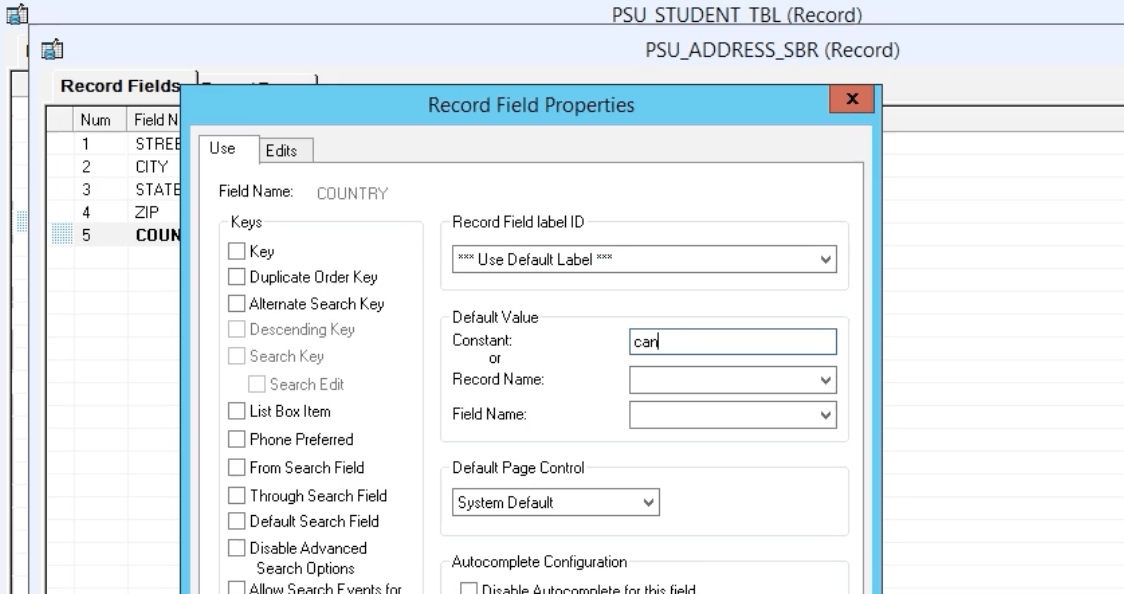 PSU_STUDENT_TBL (Record)
PSU_ADDRESS_SBR (Record)
Record Fields
Record Field Properties
x
Num Field N
1 STREE
2 CITY
3 STATE
4 ZIP
5 COUN
Use Edits
Field Name: COUNTRY
Keys
Key
Duplicate Order Key
Alternate Search Key
Descending Key
Search Key
Search Edit
List Box Item
Phone Preferred
From Search Field
Through Search Field
Default Search Field
Disable Advanced
Search Options
Allow Search Events for
Record Field label ID
*** Use Default Label ***
Default Value
Constant: can
or
Record Name:
Field Name:
Default Page Control
System Default
Autocomplete Configuration
Disable Autocomplete for this field